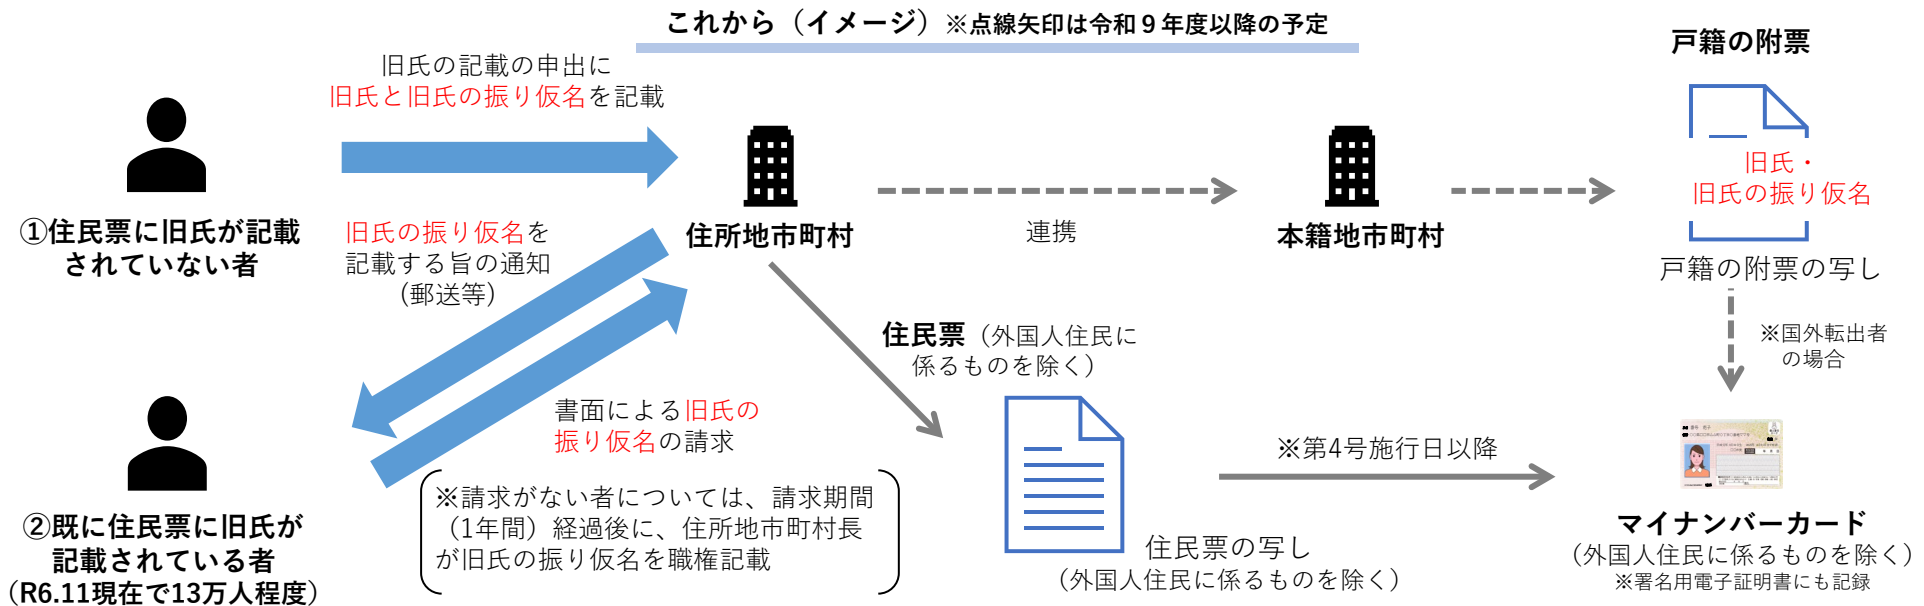 これから（イメージ）※点線矢印は令和９年度以降の予定
旧氏の記載の申出に
旧氏と旧氏の振り仮名を記載
①住民票に旧氏が記載
されていない者
旧氏の振り仮名を
記載する旨の通知
（郵送等）
住所地市町村
連携
本籍地市町村
戸籍の附票
旧氏・
旧氏の振り仮名
戸籍の附票の写し
※国外転出者
の場合
住民票（外国人住民に
係るものを除く）
書面による旧氏の
振り仮名の請求
※請求がない者については、請求期間
（1年間）経過後に、住所地市町村長
が旧氏の振り仮名を職権記載
②既に住民票に旧氏が
記載されている者
（R6.11現在で13万人程度）
※第4号施行日以降
住民票の写し
（外国人住民に係るものを除く）
マイナンバーカード
（外国人住民に係るものを除く）
※署名用電子証明書にも記録